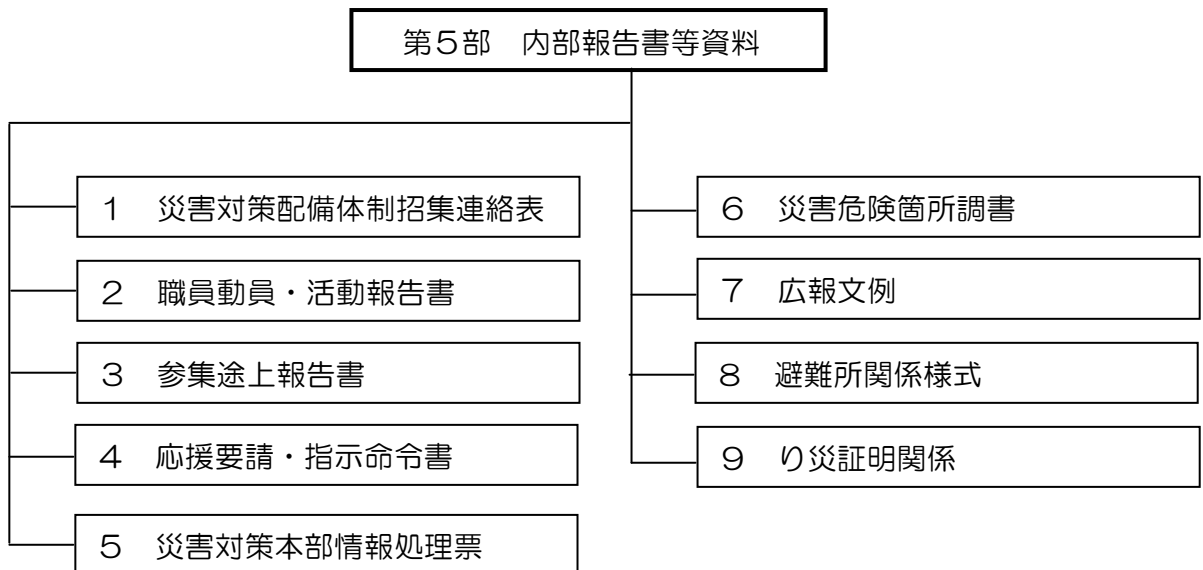 第５部　内部報告書等資料
１　災害対策配備体制招集連絡表
２　職員動員・活動報告書
３　参集途上報告書
４　応援要請・指示命令書
５　災害対策本部情報処理票
６　災害危険箇所調書
７　広報文例
８　避難所関係様式
９　り災証明関係